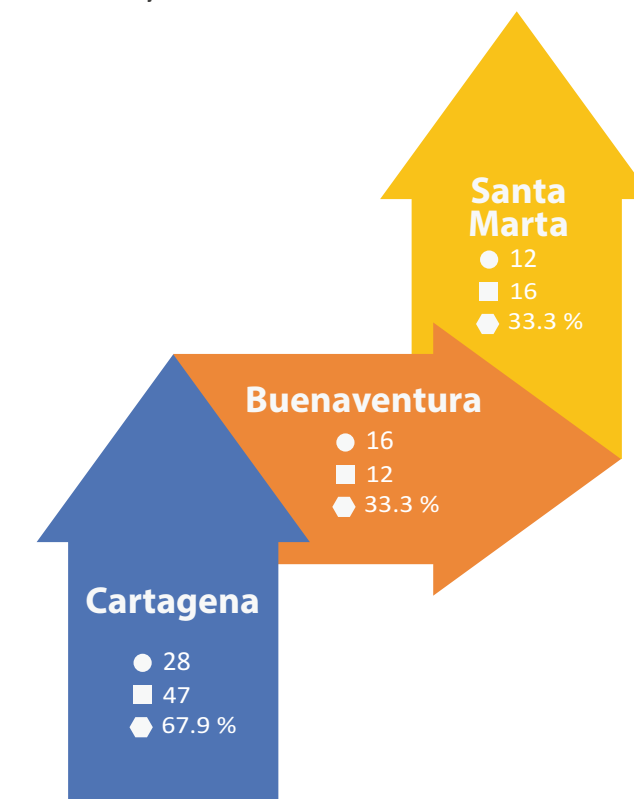 Santa
Marta
12
16
33.3 %
Buenaventura
16
12
33.3 %
Cartagena
28
47
67.9 %